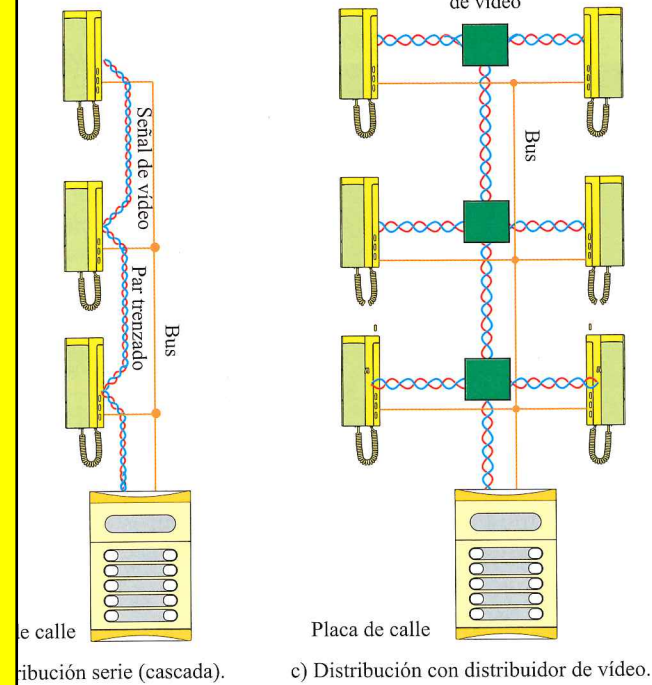 de vídeo
Señal de vídeo
Par trenzado
Bus
Bus
le calle
ribución serie (cascada).
Placa de calle
c) Distribución con distribuidor de vídeo.